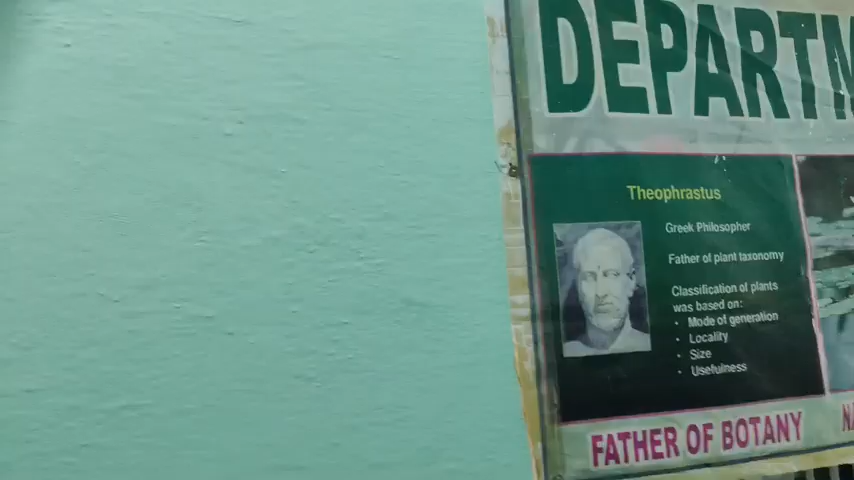 DEPARTM
Theophrastus
Greek Philosopher
Father of plant taxonomy
Classification of plants
was based on:
• Mode of generation
• Locality
• Size
• Usefulness
FATHER OF BOTANY